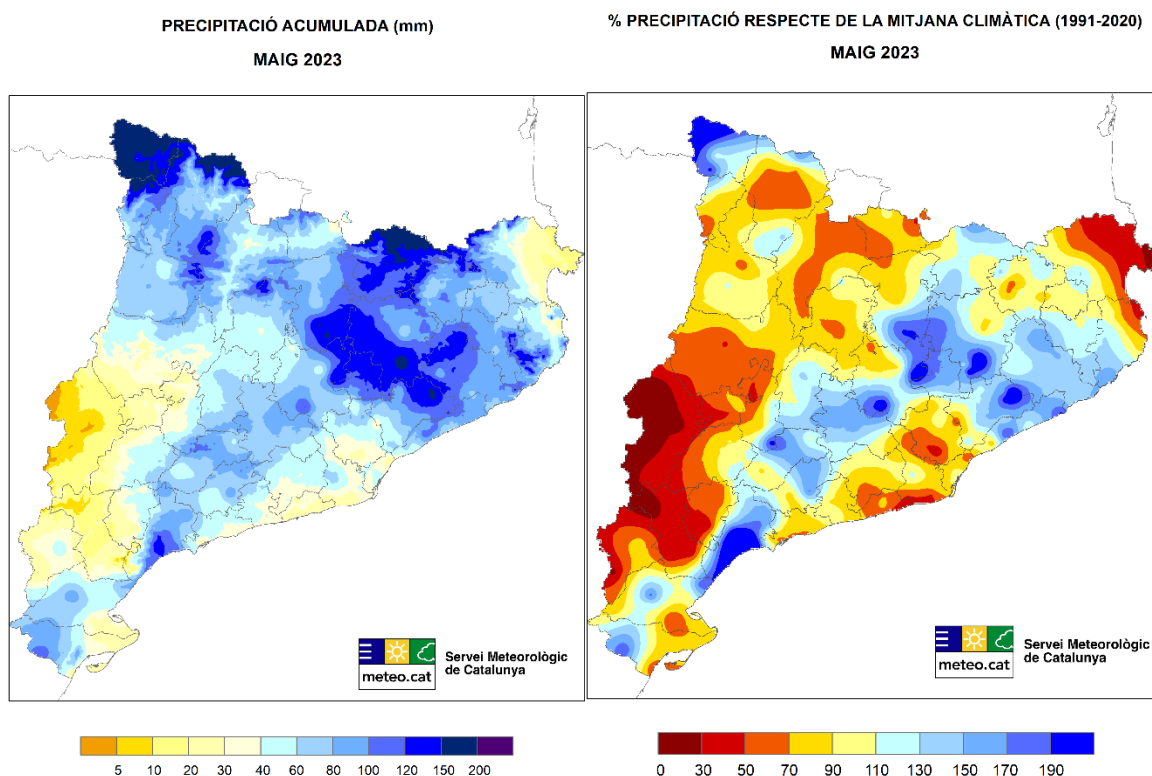 PRECIPITACIÓ ACUMULADA (mm)
MAIG 2023
% PRECIPITACIÓ RESPECTE DE LA MITJANA CLIMÀTICA (1991-2020)
MAIG 2023
meteo.cat
Servei Meteorològic
de Catalunya
meteo.cat
Servei Meteorològic
de Catalunya
5 10 20 30 40 60 80 100 120 150 200
0 30 50 70 90 110 130 150 170 190